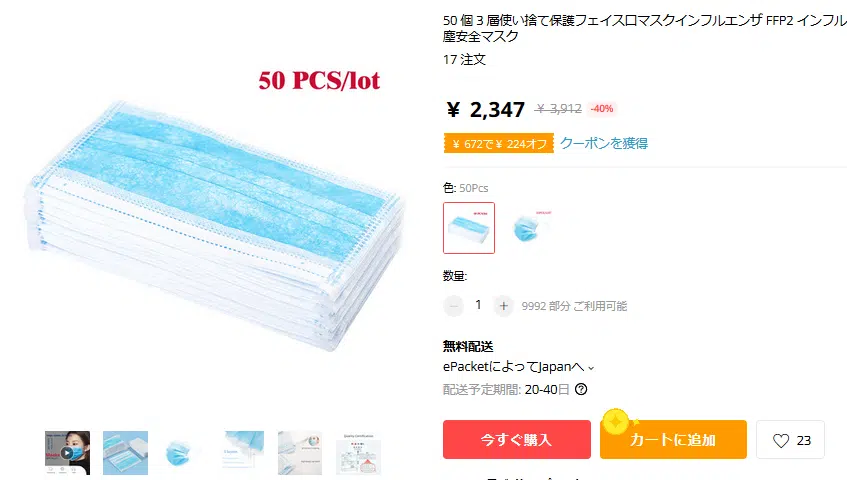 50 個 3 層使い捨て保護フェイス口マスクインフルエンザ FFP2 インフル
塵安全マスク
17 注文
50 PCS/lot
¥ 2,347 ¥ 3,912 -40%
¥ 672で¥ 224オフ クーポンを獲得
色: 50Pcs
数量:
− 1 + 9992 部分 ご利用可能
無料配送
ePacketによってJapanへ
配送予定期間: 20-40日
今すぐ購入 カートに追加 23